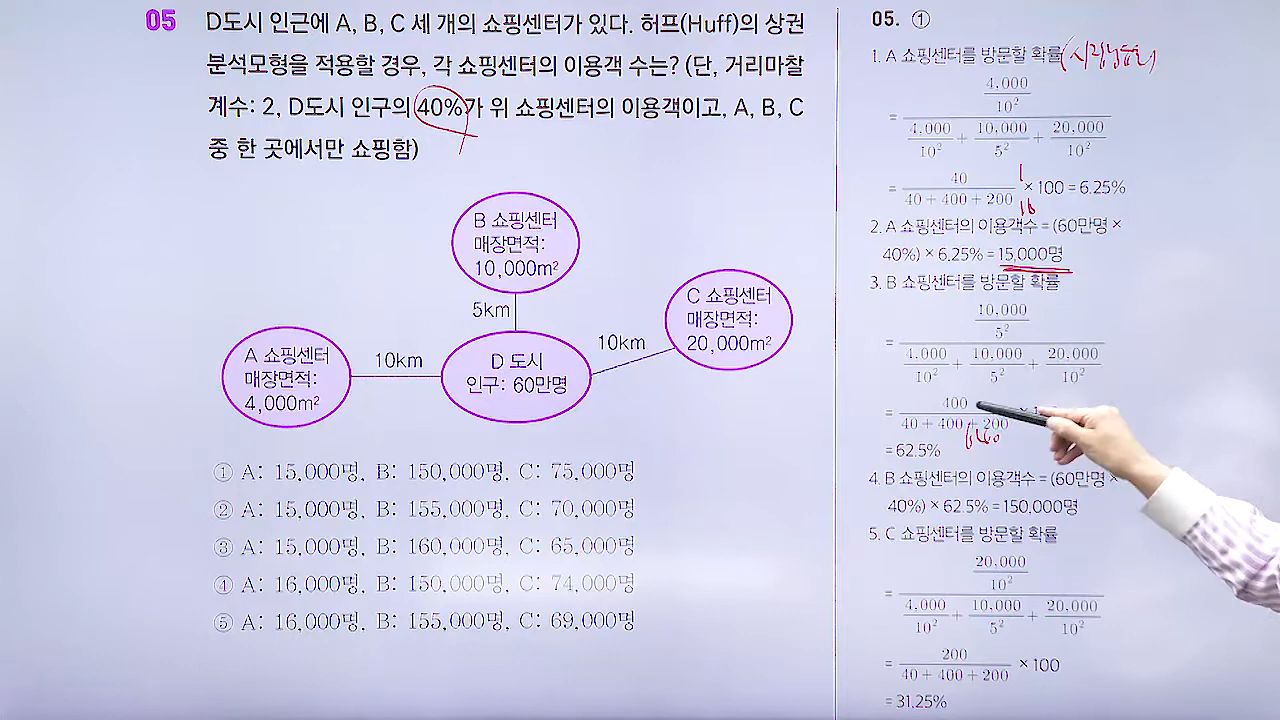 05 D도시 인근에 A, B, C 세 개의 쇼핑센터가 있다. 허프(Huff)의 상권
분석모형을 적용할 경우, 각 쇼핑센터의 이용객 수는? (단, 거리마찰
계수: 2, D도시 인구의 40%가 위 쇼핑센터의 이용객이고, A, B, C
중 한 곳에서만 쇼핑함)
B 쇼핑센터
매장면적:
10,000m²
5km
C 쇼핑센터
매장면적:
20,000m²
10km
A 쇼핑센터
매장면적:
4,000m²
10km
D 도시
인구: 60만명
① A: 15,000명, B: 150,000명, C: 75,000명
② A: 15,000명, B: 155,000명, C: 70,000명
③ A: 15,000명, B: 160,000명, C: 65,000명
④ A: 16,000명, B: 150,000명, C: 74,000명
⑤ A: 16,000명, B: 155,000명, C: 69,000명
05. ①
1. A 쇼핑센터를 방문할 확률
4,000
10²
=
4,000 + 10,000 + 20,000
10² 5² 10²
40
= × 100 = 6.25%
40 + 400 + 200
1
16
2. A 쇼핑센터의 이용객수 = (60만명 ×
40%) × 6.25% = 15,000명
3. B 쇼핑센터를 방문할 확률
10,000
5²
=
4,000 + 10,000 + 20,000
10² 5² 10²
400
= ×
40 + 400 + 200
640
= 62.5%
4. B 쇼핑센터의 이용객수 = (60만명 ×
40%) × 62.5% = 150,000명
5. C 쇼핑센터를 방문할 확률
20,000
10²
=
4,000 + 10,000 + 20,000
10² 5² 10²
200
= × 100
40 + 400 + 200
= 31.25%